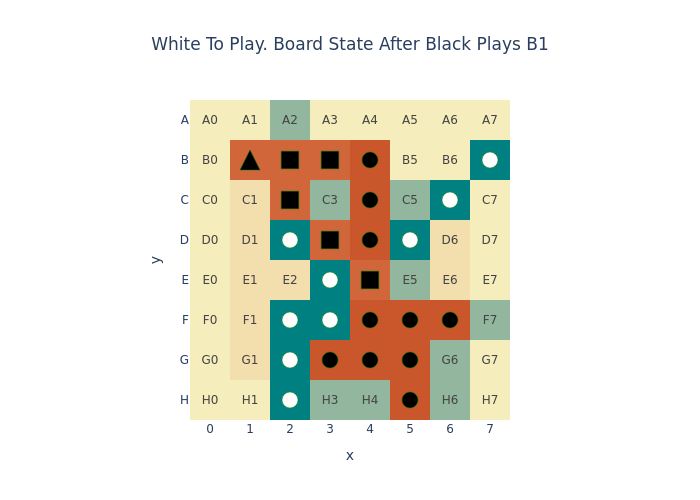 White To Play. Board State After Black Plays B1
A A0 A1 A2 A3 A4 A5 A6 A7
B B0 B5 B6
C C0 C1 C3 C5 C7
D D0 D1 D6 D7
y
E E0 E1 E2 E5 E6 E7
F F0 F1 F7
G G0 G1 G6 G7
H H0 H1 H3 H4 H6 H7
0 1 2 3 4 5 6 7
x